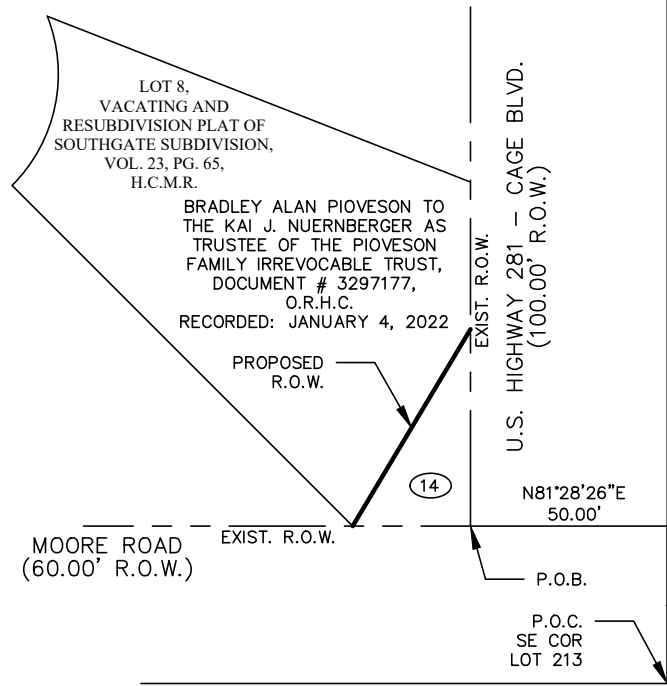 LOT 8,
VACATING AND
RESUBDIVISION PLAT OF
SOUTHGATE SUBDIVISION,
VOL. 23, PG. 65,
H.C.M.R.
BRADLEY ALAN PIOVESON TO
THE KAI J. NUERNBERGER AS
TRUSTEE OF THE PIOVESON
FAMILY IRREVOCABLE TRUST,
DOCUMENT # 3297177,
O.R.H.C.
RECORDED: JANUARY 4, 2022
EXIST. R.O.W.
U.S. HIGHWAY 281 – CAGE BLVD.
(100.00' R.O.W.)
PROPOSED
R.O.W.
14
N81°28'26"E
50.00'
EXIST. R.O.W.
MOORE ROAD
(60.00' R.O.W.)
P.O.B.
P.O.C.
SE COR
LOT 213